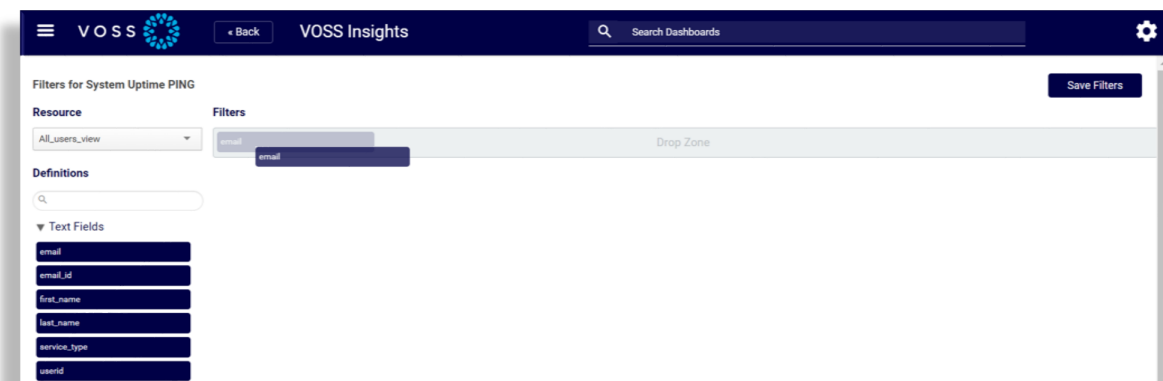 VOSS
« Back
VOSS Insights
Search Dashboards
Filters for System Uptime PING
Save Filters
Resource
Filters
All_users_view
email
Drop Zone
email
Definitions
▼ Text Fields
email
email_id
first_name
last_name
service_type
userid